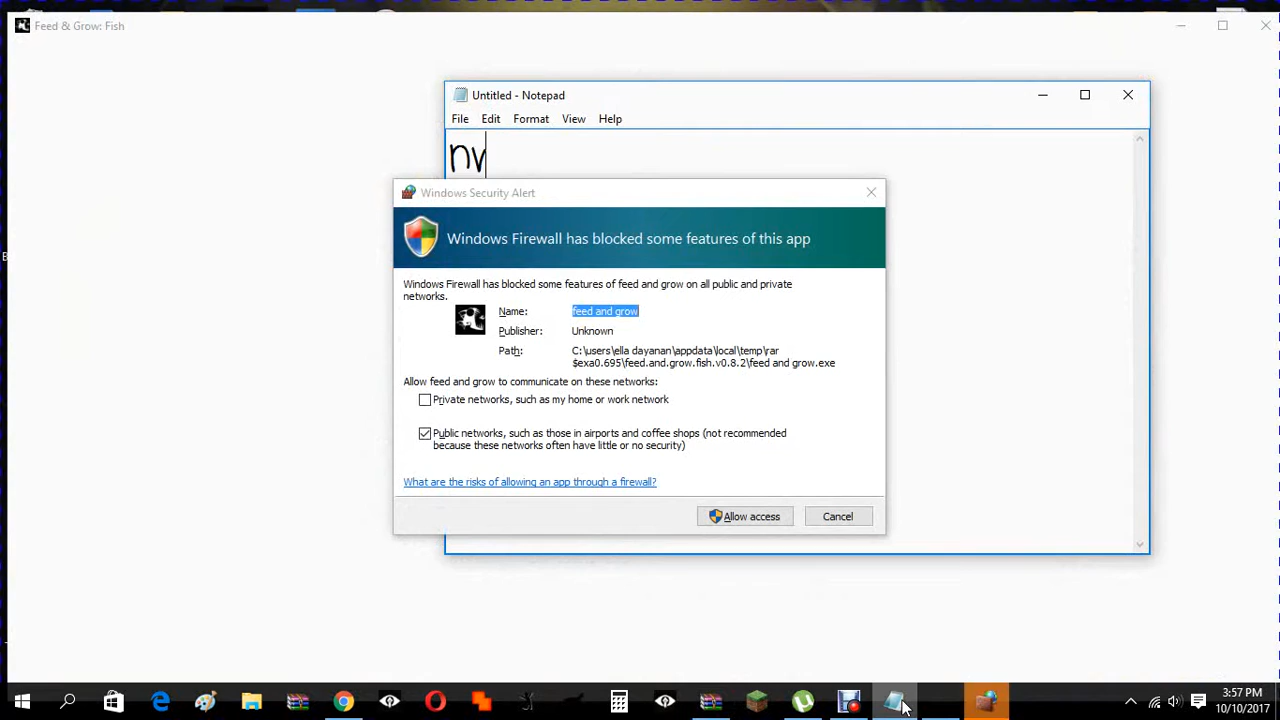 Feed & Grow: Fish
Untitled - Notepad
File Edit Format View Help
nv
Windows Security Alert
Windows Firewall has blocked some features of this app
Windows Firewall has blocked some features of feed and grow on all public and private
networks.
Name: feed and grow
Publisher: Unknown
Path: C:\users\ella dayanan\appdata\local\temp\rar
$exa0.695\feed.and.grow.fish.v0.8.2\feed and grow.exe
Allow feed and grow to communicate on these networks:
Private networks, such as my home or work network
Public networks, such as those in airports and coffee shops (not recommended
because these networks often have little or no security)
What are the risks of allowing an app through a firewall?
Allow access Cancel
3:57 PM
10/10/2017